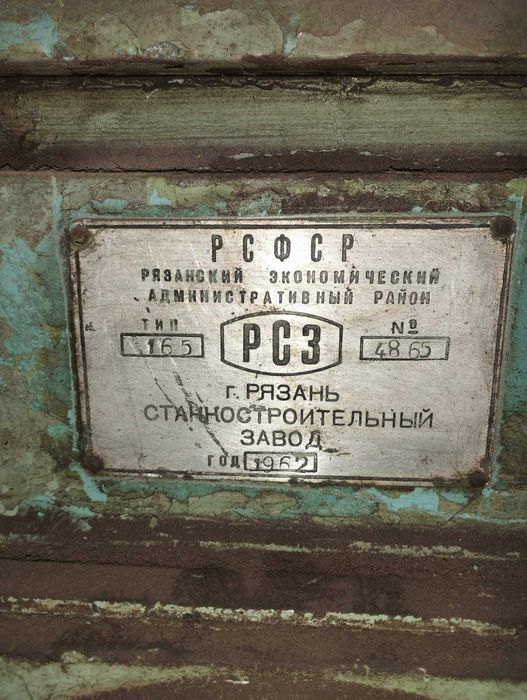 РСФСР
РЯЗАНСКИЙ ЭКОНОМИЧЕСКИЙ
АДМИНИСТРАТИВНЫЙ РАЙОН
ТИП РСЗ №
165 4865
Г. РЯЗАНЬ
СТАНКОСТРОИТЕЛЬНЫЙ
ЗАВОД
ГОД 1962